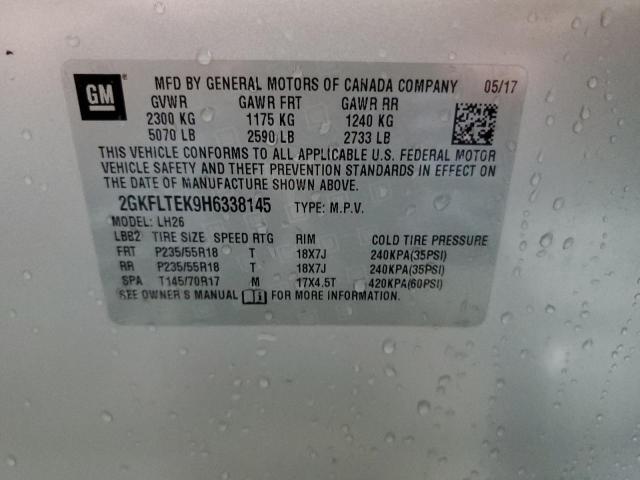 GM
MFD BY GENERAL MOTORS OF CANADA COMPANY 05/17
GVWR GAWR FRT GAWR RR
2300 KG 1175 KG 1240 KG
5070 LB 2590 LB 2733 LB
THIS VEHICLE CONFORMS TO ALL APPLICABLE U.S. FEDERAL MOTOR
VEHICLE SAFETY AND THEFT PREVENTION STANDARDS IN EFFECT ON
THE DATE OF MANUFACTURE SHOWN ABOVE.
2GKFLTEK9H6338145 TYPE: M.P.V.
MODEL: LH26
LBB2 TIRE SIZE SPEED RTG RIM COLD TIRE PRESSURE
FRT P235/55R18 T 18X7J 240KPA(35PSI)
RR P235/55R18 T 18X7J 240KPA(35PSI)
SPA T145/70R17 M 17X4.5T 420KPA(60PSI)
SEE OWNER'S MANUAL FOR MORE INFORMATION.